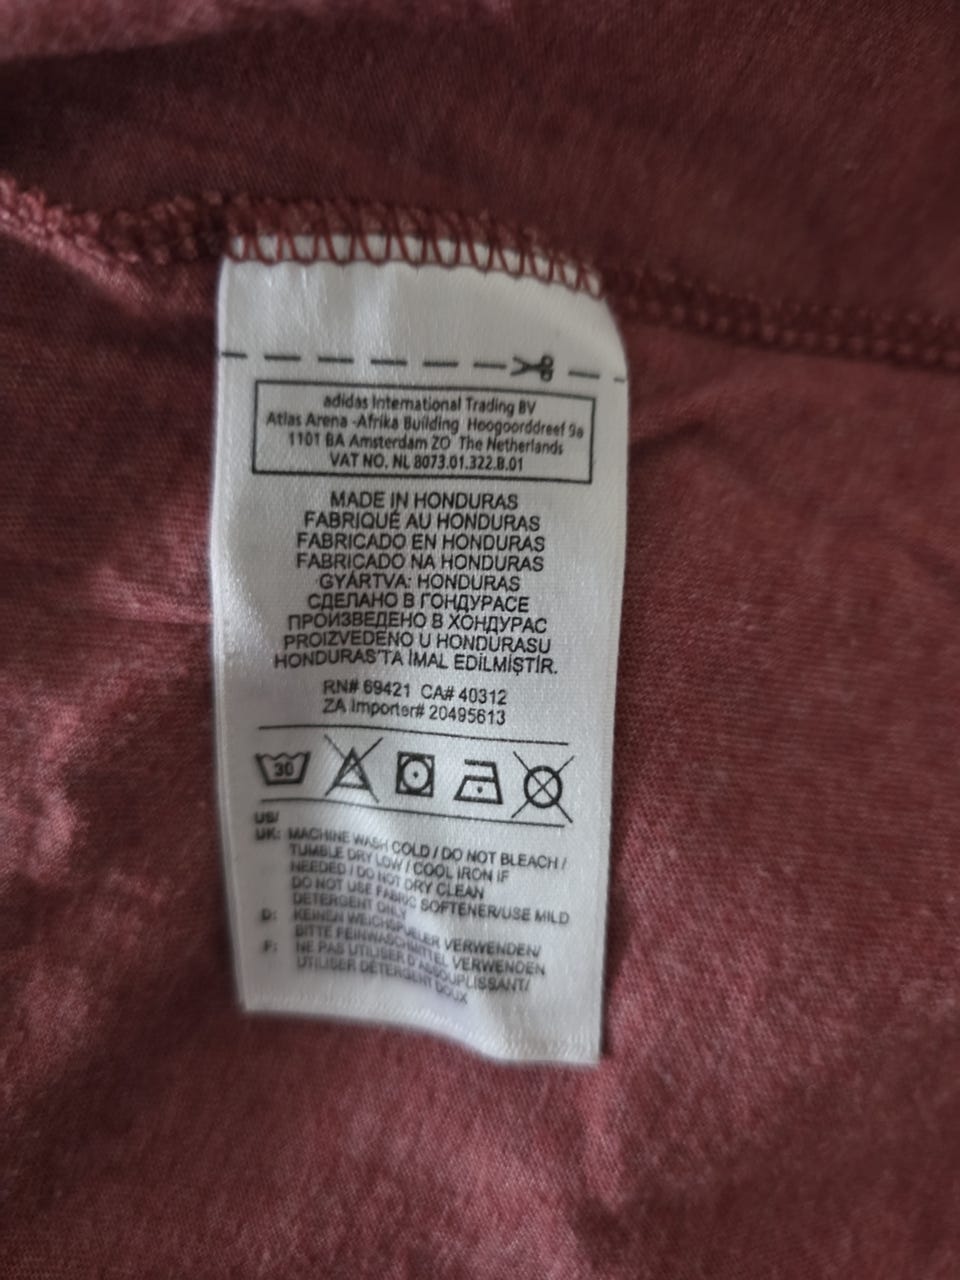 adidas International Trading BV
Atlas Arena -Afrika Building Hoogoorddreef 9a
1101 BA Amsterdam ZO The Netherlands
VAT NO. NL 8073.01.322.B.01
MADE IN HONDURAS
FABRIQUÉ AU HONDURAS
FABRICADO EN HONDURAS
FABRICADO NA HONDURAS
GYÁRTVA: HONDURAS
СДЕЛАНО В ГОНДУРАСЕ
ПРОИЗВЕДЕНО В ХОНДУРАС
PROIZVEDENO U HONDURASU
HONDURAS'TA İMAL EDİLMİŞTİR.
RN# 69421 CA# 40312
ZA Importer# 20495613
30
US/
UK: MACHINE WASH COLD / DO NOT BLEACH /
TUMBLE DRY LOW / COOL IRON IF
NEEDED / DO NOT DRY CLEAN
DO NOT USE FABRIC SOFTENER/USE MILD
DETERGENT ONLY
D: KEINEN WEICHSPUELER VERWENDEN/
BITTE FEINWASCHMITTEL VERWENDEN
F: NE PAS UTILISER D'ASSOUPLISSANT/
UTILISER DÉTERGENT DOUX